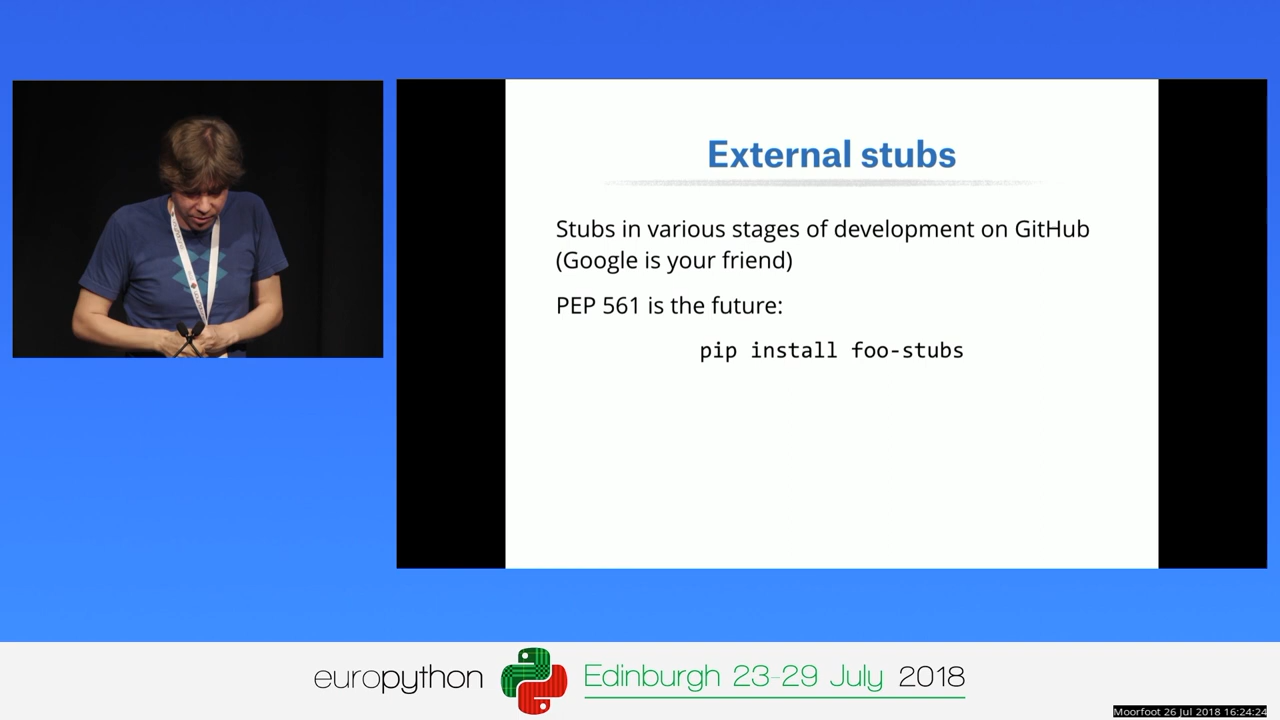 External stubs
Stubs in various stages of development on GitHub
(Google is your friend)
PEP 561 is the future:
pip install foo-stubs
europython
Edinburgh 23-29 July 2018
Moorfoot 26 Jul 2018 16:24:24